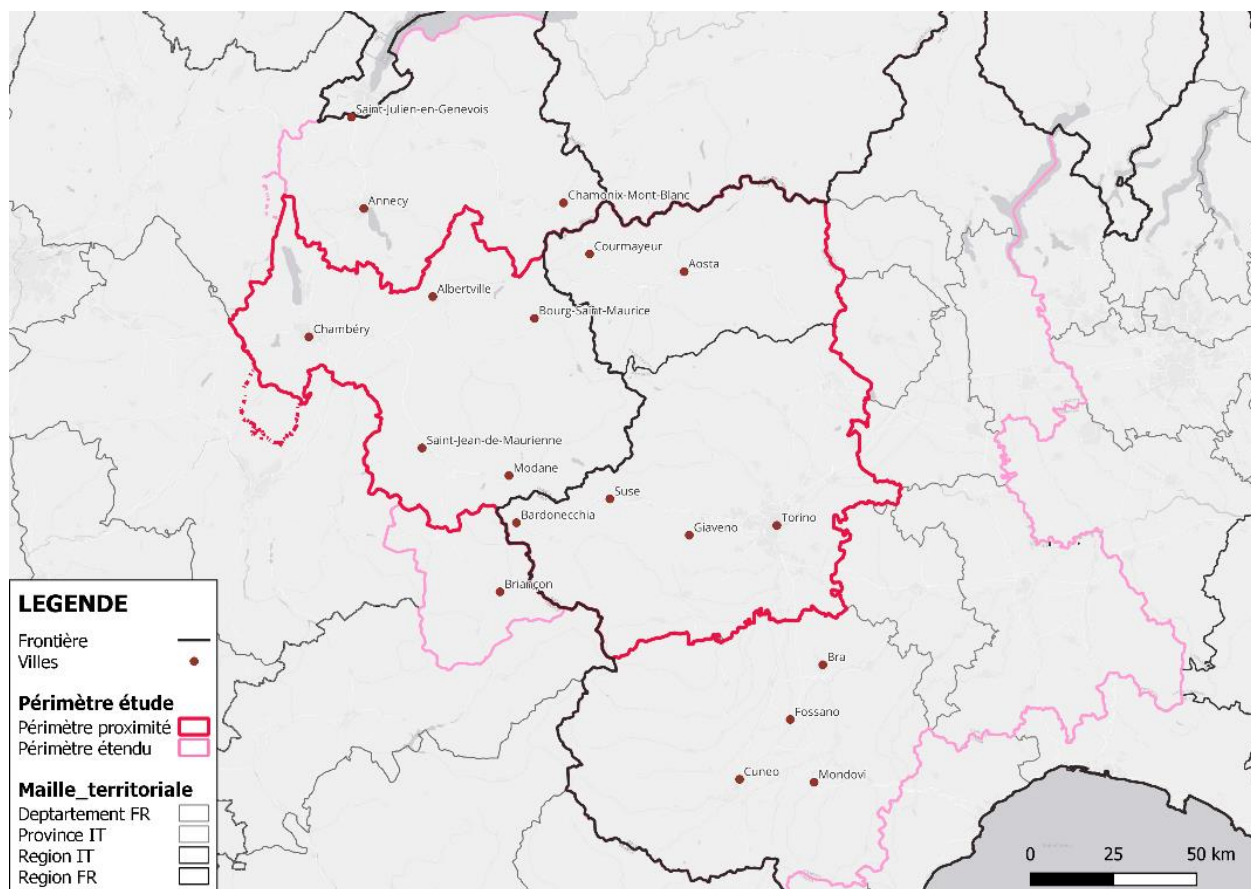 Saint-Julien-en-Genevois
Chamonix-Mont-Blanc
Annecy
Courmayeur
Aosta
Albertville
Bourg-Saint-Maurice
Chambéry
Saint-Jean-de-Maurienne
Modane
Suse
Bardonecchia
Torino
Giaveno
Briançon
Bra
Fossano
Cuneo
Mondovi
LEGENDE
Frontière
Villes
Périmètre étude
Périmètre proximité
Périmètre étendu
Maille_territoriale
Deptartement FR
Province IT
Region IT
Region FR
0 25 50 km